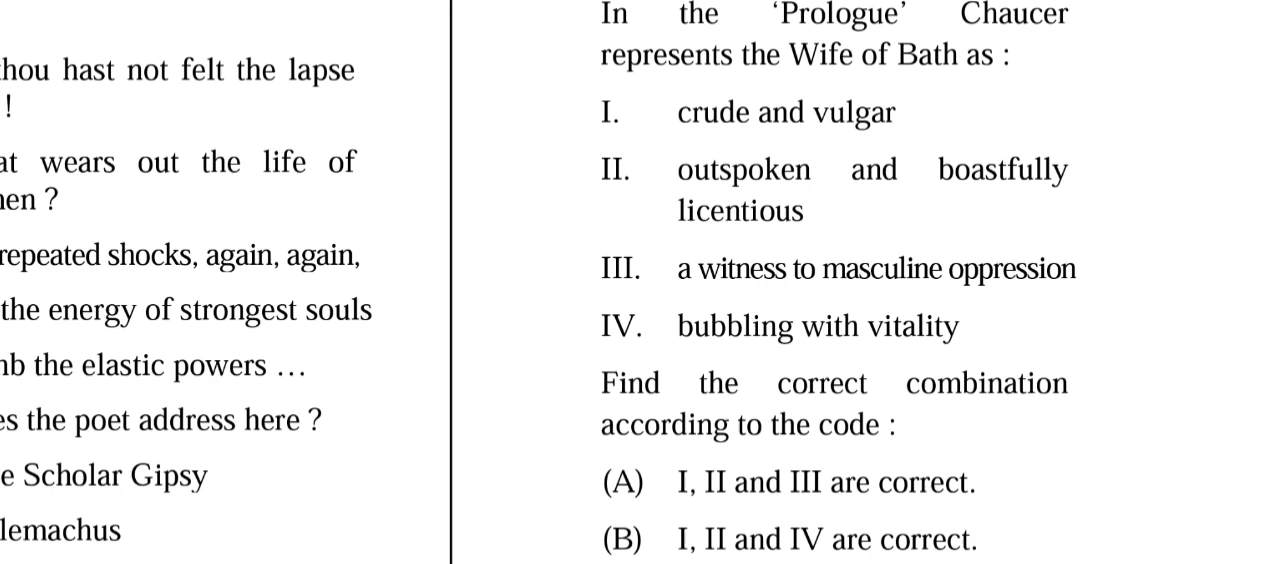 hou hast not felt the lapse
!
at wears out the life of
en ?
repeated shocks, again, again,
the energy of strongest souls
b the elastic powers …
es the poet address here ?
e Scholar Gipsy
lemachus
In the ‘Prologue’ Chaucer
represents the Wife of Bath as :
I. crude and vulgar
II. outspoken and boastfully
licentious
III. a witness to masculine oppression
IV. bubbling with vitality
Find the correct combination
according to the code :
(A) I, II and III are correct.
(B) I, II and IV are correct.